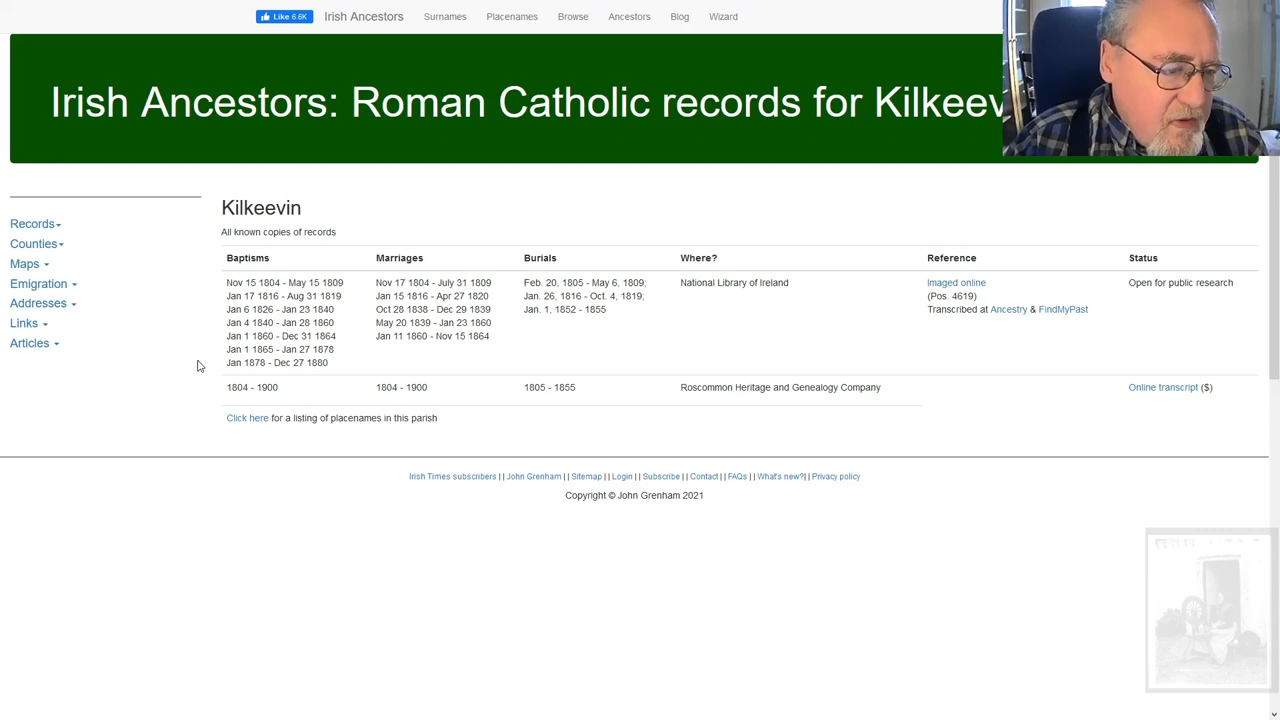 Like 6.6K Irish Ancestors Surnames Placenames Browse Ancestors Blog Wizard
Irish Ancestors: Roman Catholic records for Kilkeev
Records
Counties
Maps
Emigration
Addresses
Links
Articles
Kilkeevin
All known copies of records
Baptisms Marriages Burials Where? Reference Status
Nov 15 1804 - May 15 1809 Nov 17 1804 - July 31 1809 Feb. 20, 1805 - May 6, 1809; National Library of Ireland Imaged online Open for public research
Jan 17 1816 - Aug 31 1819 Jan 15 1816 - Apr 27 1820 Jan. 26, 1816 - Oct. 4, 1819; (Pos. 4619)
Jan 6 1826 - Jan 23 1840 Oct 28 1838 - Dec 29 1839 Jan. 1, 1852 - 1855 Transcribed at Ancestry & FindMyPast
Jan 4 1840 - Jan 28 1860 May 20 1839 - Jan 23 1860
Jan 1 1860 - Dec 31 1864 Jan 11 1860 - Nov 15 1864
Jan 1 1865 - Jan 27 1878
Jan 1878 - Dec 27 1880
1804 - 1900 1804 - 1900 1805 - 1855 Roscommon Heritage and Genealogy Company Online transcript ($)
Click here for a listing of placenames in this parish
Irish Times subscribers | | John Grenham | | Sitemap | | Login | | Subscribe | | Contact | | FAQs | | What's new?| | Privacy policy
Copyright © John Grenham 2021